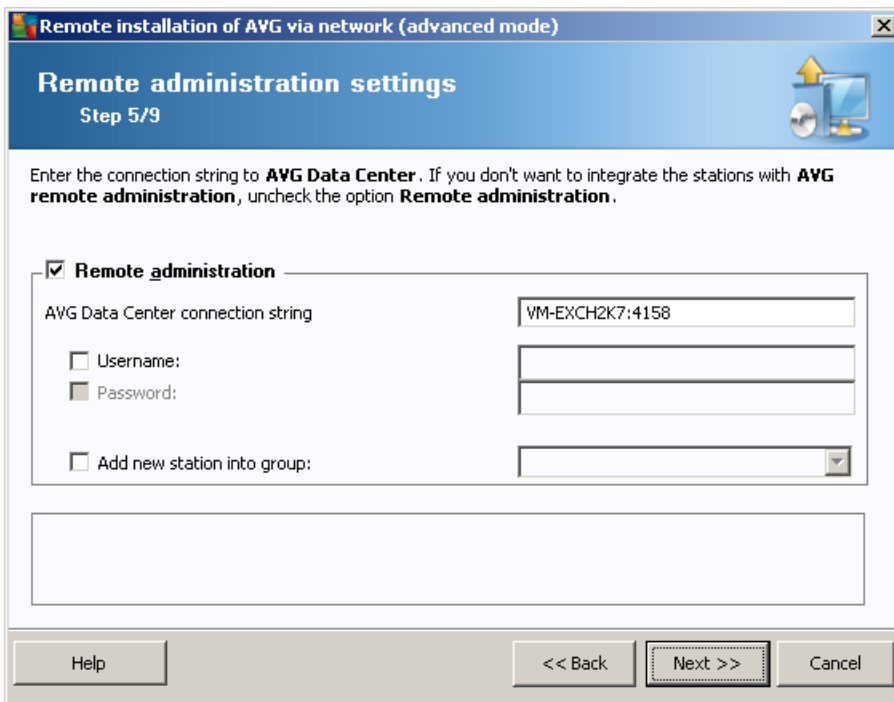 Remote installation of AVG via network (advanced mode)
Remote administration settings
Step 5/9
Enter the connection string to AVG Data Center. If you don't want to integrate the stations with AVG
remote administration, uncheck the option Remote administration.
Remote administration
AVG Data Center connection string
VM-EXCH2K7:4158
Username:
Password:
Add new station into group:
Help
<< Back
Next >>
Cancel